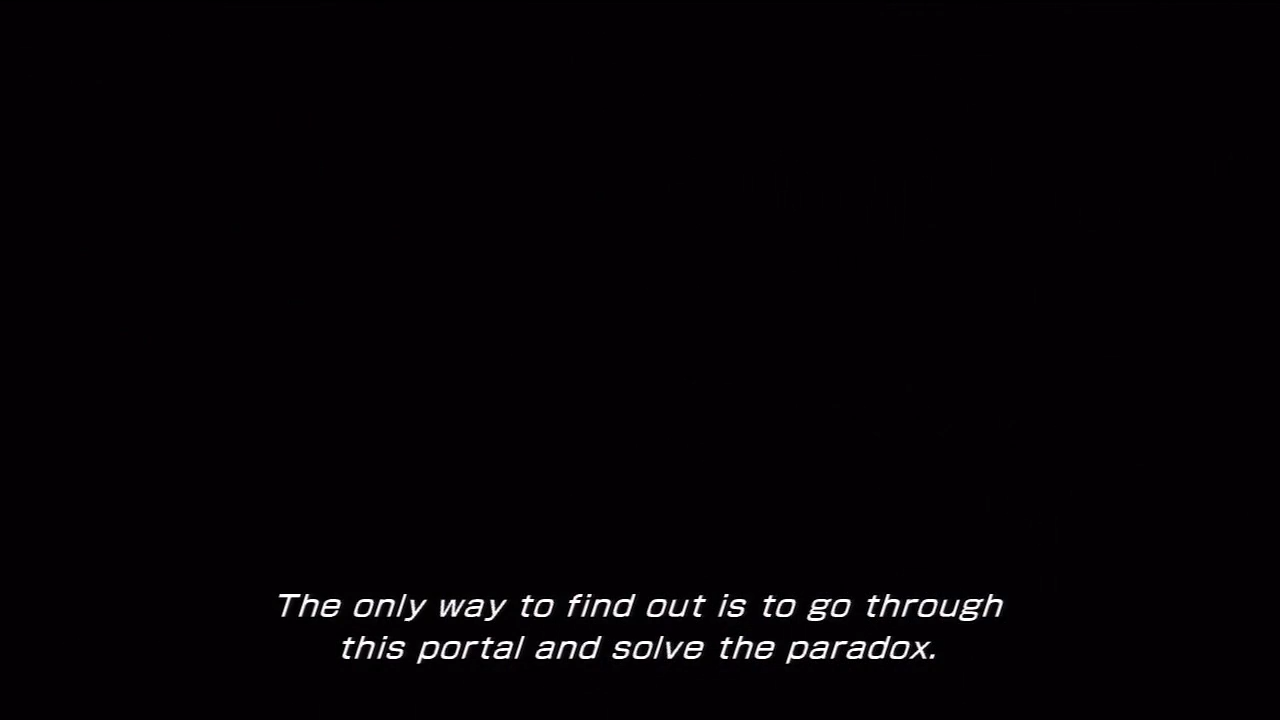 The only way to find out is to go through
this portal and solve the paradox.